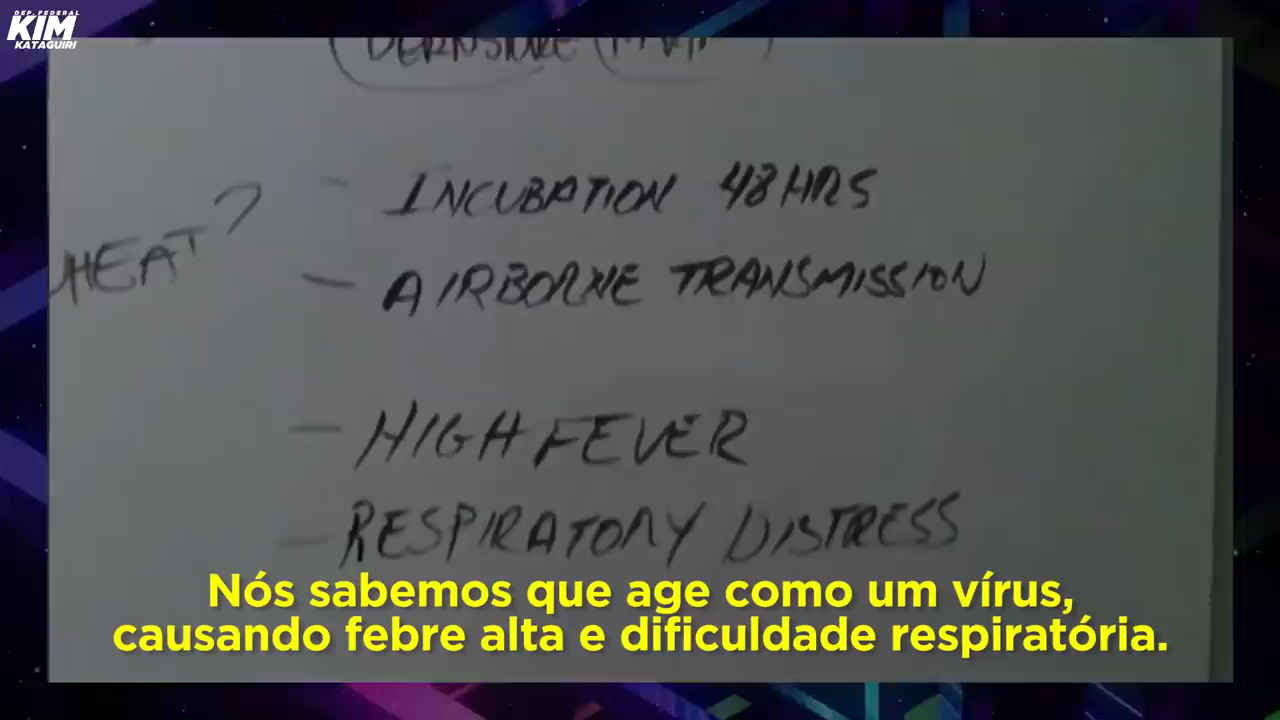 DEP. FEDERAL
KIM
KATAGUIRI
HEAT?
- INCUBATION 48 HRS
- AIRBORNE TRANSMISSION
- HIGH FEVER
- RESPIRATORY DISTRESS
Nós sabemos que age como um vírus,
causando febre alta e dificuldade respiratória.